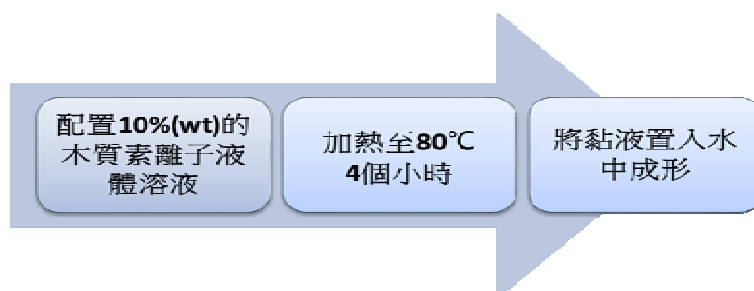 配置10%(wt)的
木質素離子液
體溶液
加熱至80℃
4個小時
將黏液置入水
中成形